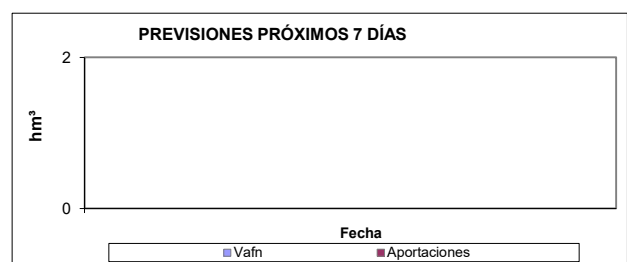 PREVISIONES PRÓXIMOS 7 DÍAS
2
hm³
0
Fecha
Vafn Aportaciones